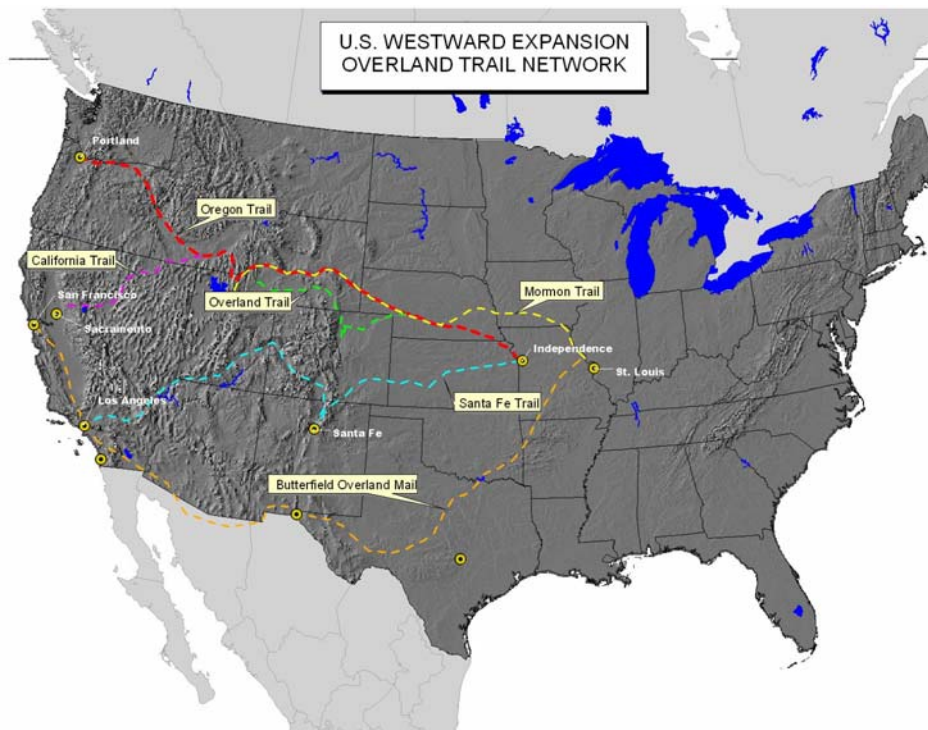 U.S. WESTWARD EXPANSION
OVERLAND TRAIL NETWORK
Portland
Oregon Trail
California Trail
San Francisco
Overland Trail
Mormon Trail
Sacramento
Independence
St. Louis
Los Angeles
Santa Fe Trail
Santa Fe
Butterfield Overland Mail